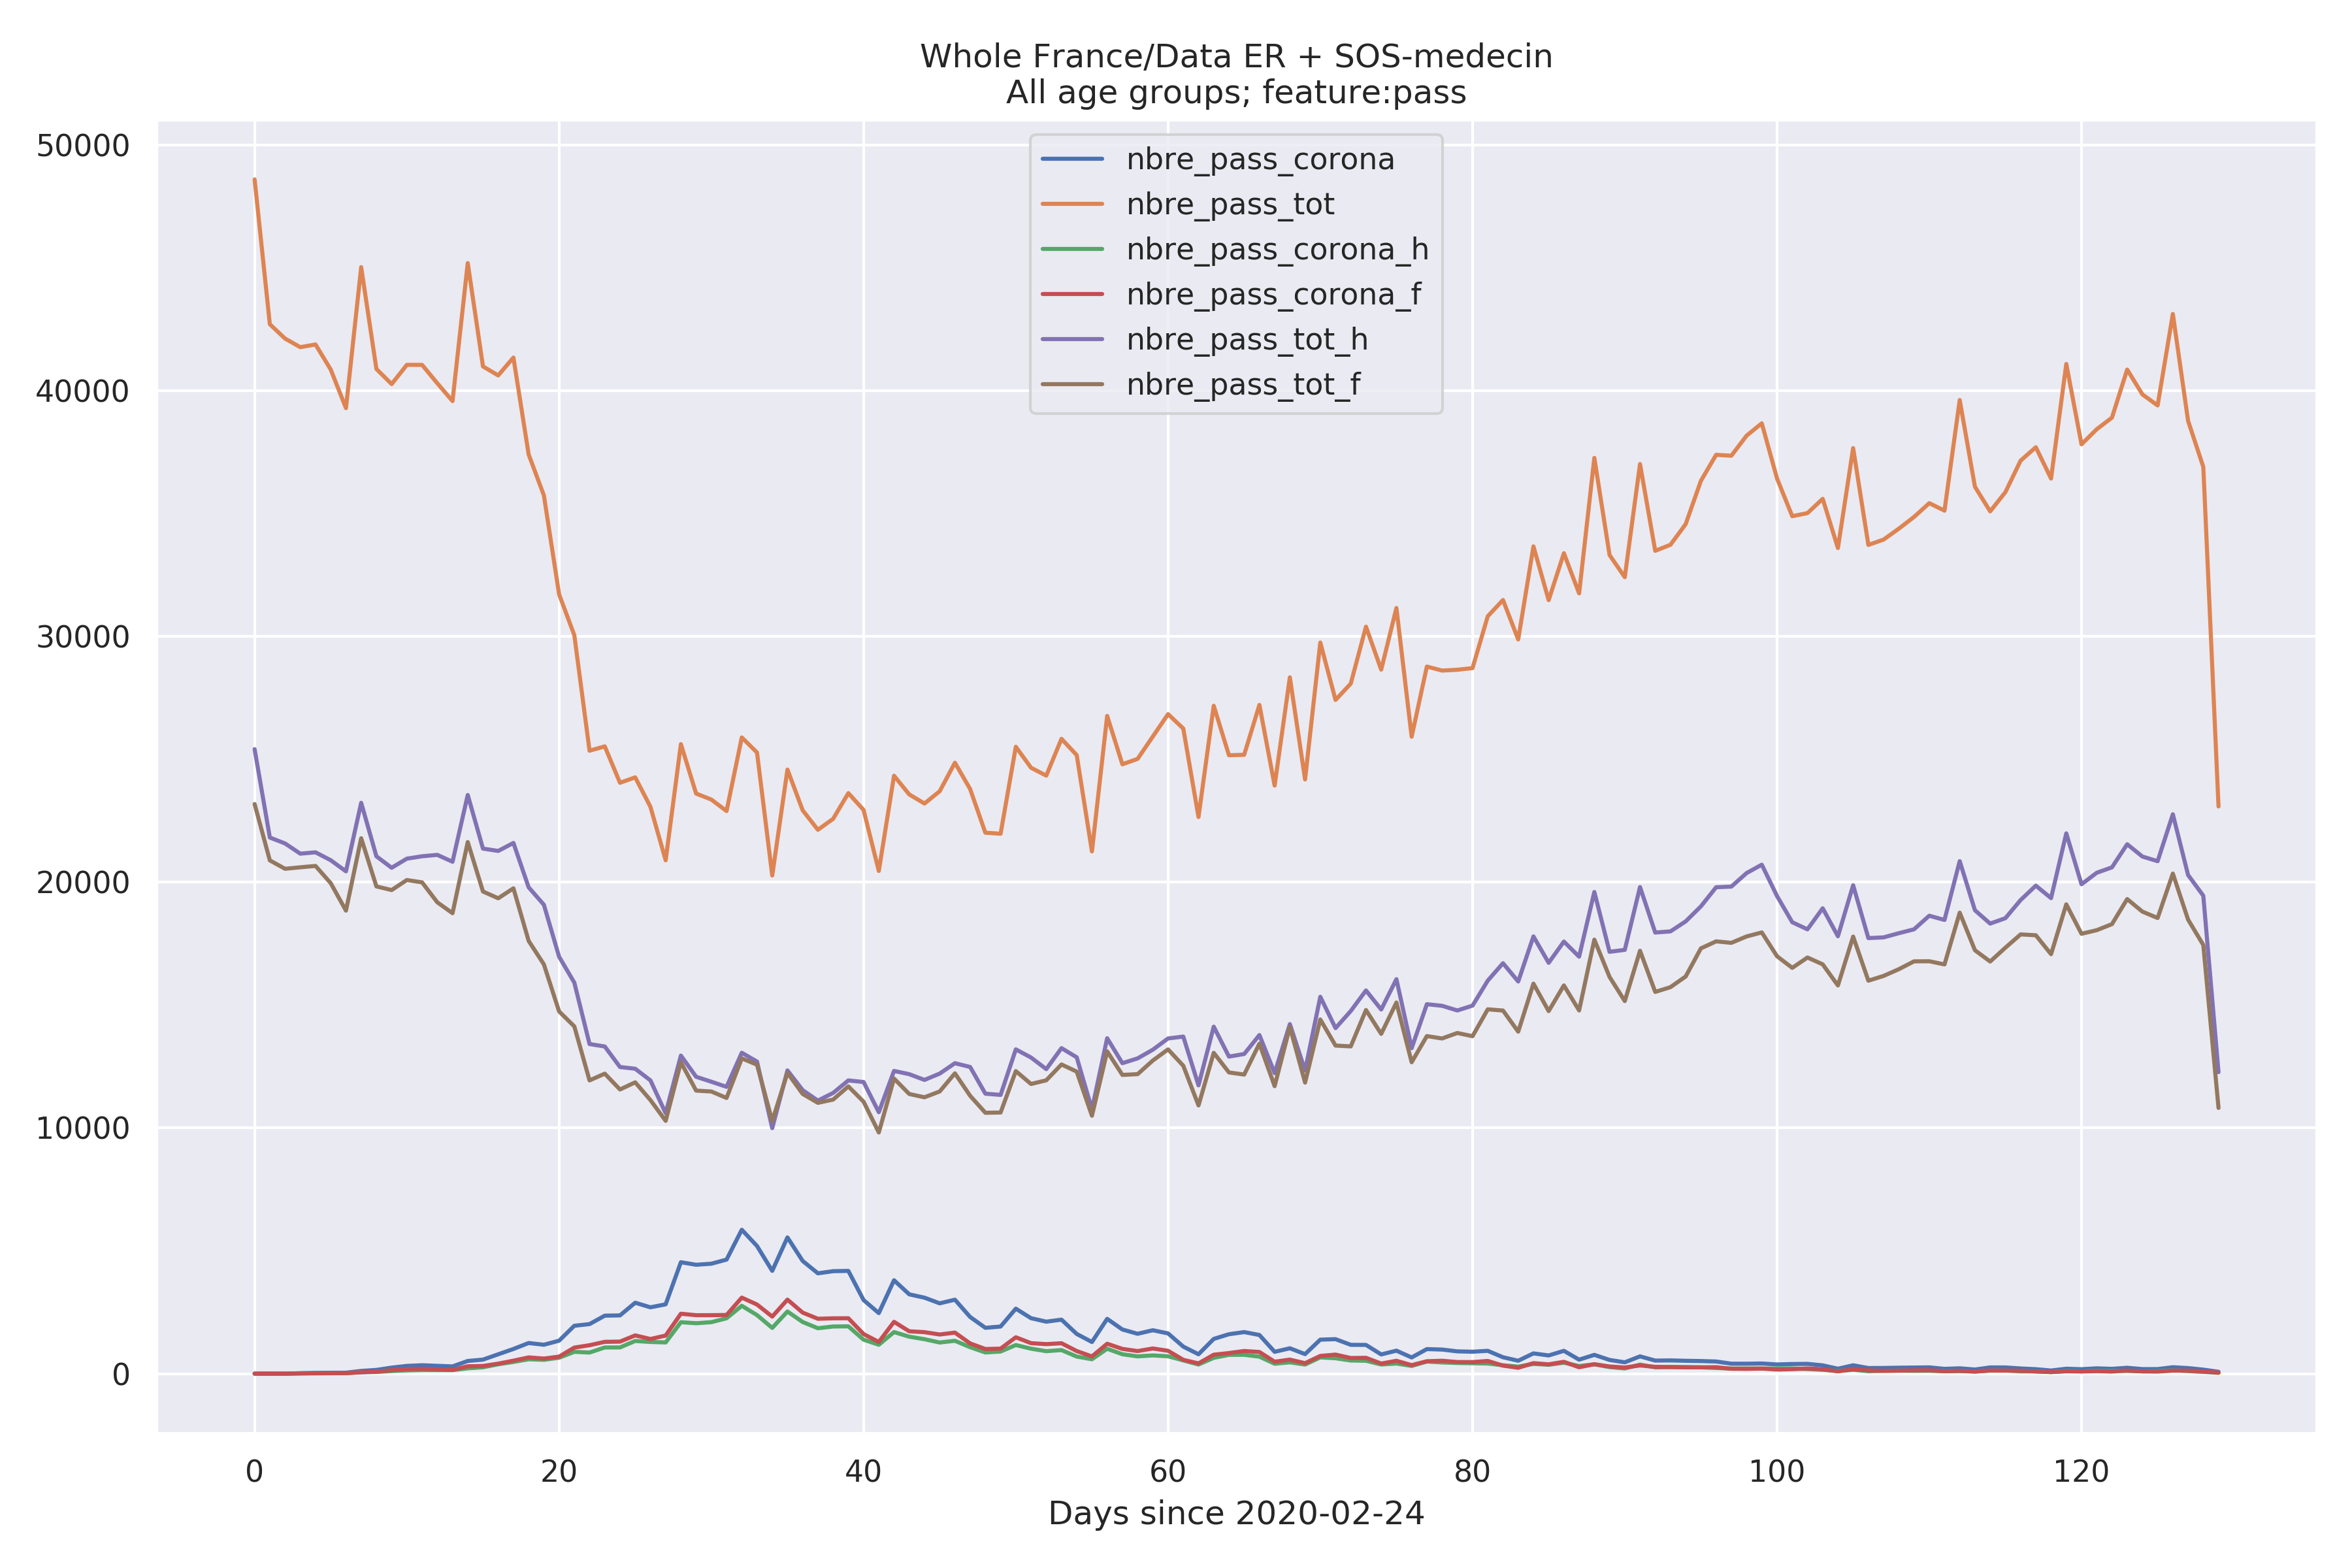 Whole France/Data ER + SOS-medecin
All age groups; feature:pass
nbre_pass_corona
nbre_pass_tot
nbre_pass_corona_h
nbre_pass_corona_f
nbre_pass_tot_h
nbre_pass_tot_f
50000
40000
30000
20000
10000
0
0 20 40 60 80 100 120
Days since 2020-02-24